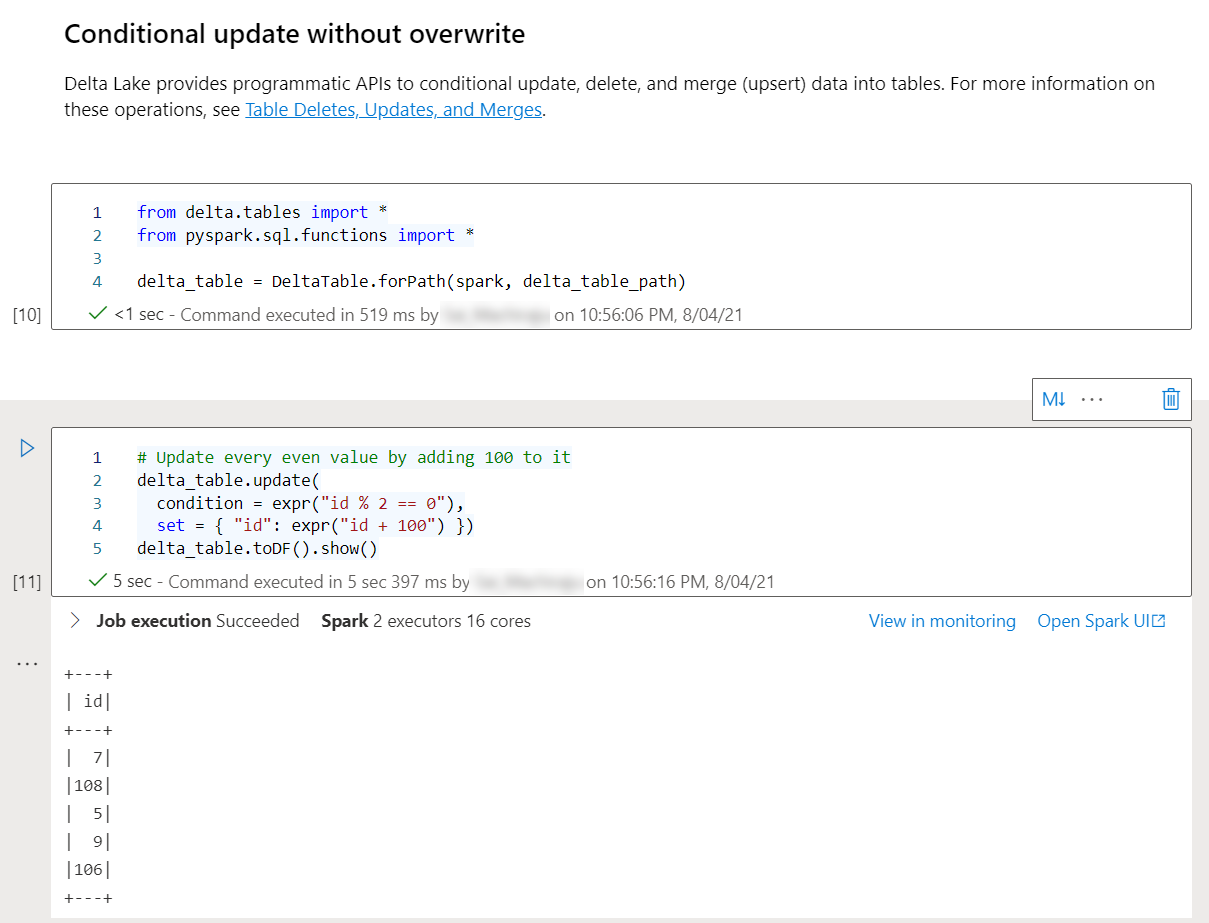 Conditional update without overwrite
Delta Lake provides programmatic APIs to conditional update, delete, and merge (upsert) data into tables. For more information on
these operations, see Table Deletes, Updates, and Merges.
1 from delta.tables import *
2 from pyspark.sql.functions import *
3
4 delta_table = DeltaTable.forPath(spark, delta_table_path)
[10] <1 sec - Command executed in 519 ms by on 10:56:06 PM, 8/04/21
M↓ ···
1 # Update every even value by adding 100 to it
2 delta_table.update(
3   condition = expr("id % 2 == 0"),
4   set = { "id": expr("id + 100") })
5 delta_table.toDF().show()
[11] 5 sec - Command executed in 5 sec 397 ms by on 10:56:16 PM, 8/04/21
Job execution Succeeded Spark 2 executors 16 cores View in monitoring Open Spark UI
...
+---+
| id|
+---+
|  7|
|108|
|  5|
|  9|
|106|
+---+